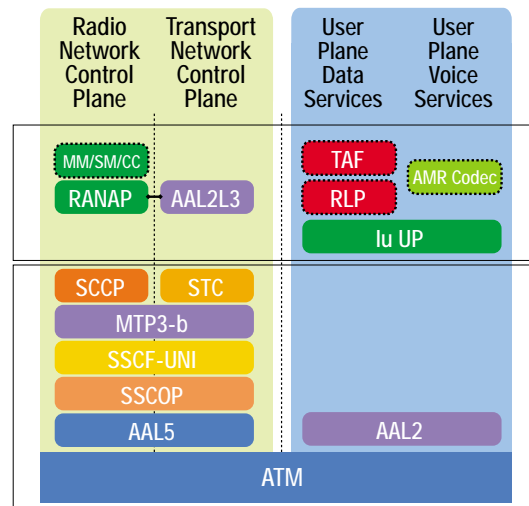 Radio
Network
Control
Plane
Transport
Network
Control
Plane
User
Plane
Data
Services
User
Plane
Voice
Services
MM/SM/CC
TAF
AMR Codec
RANAP
AAL2L3
RLP
Iu UP
SCCP
STC
MTP3-b
SSCF-UNI
SSCOP
AAL5
AAL2
ATM